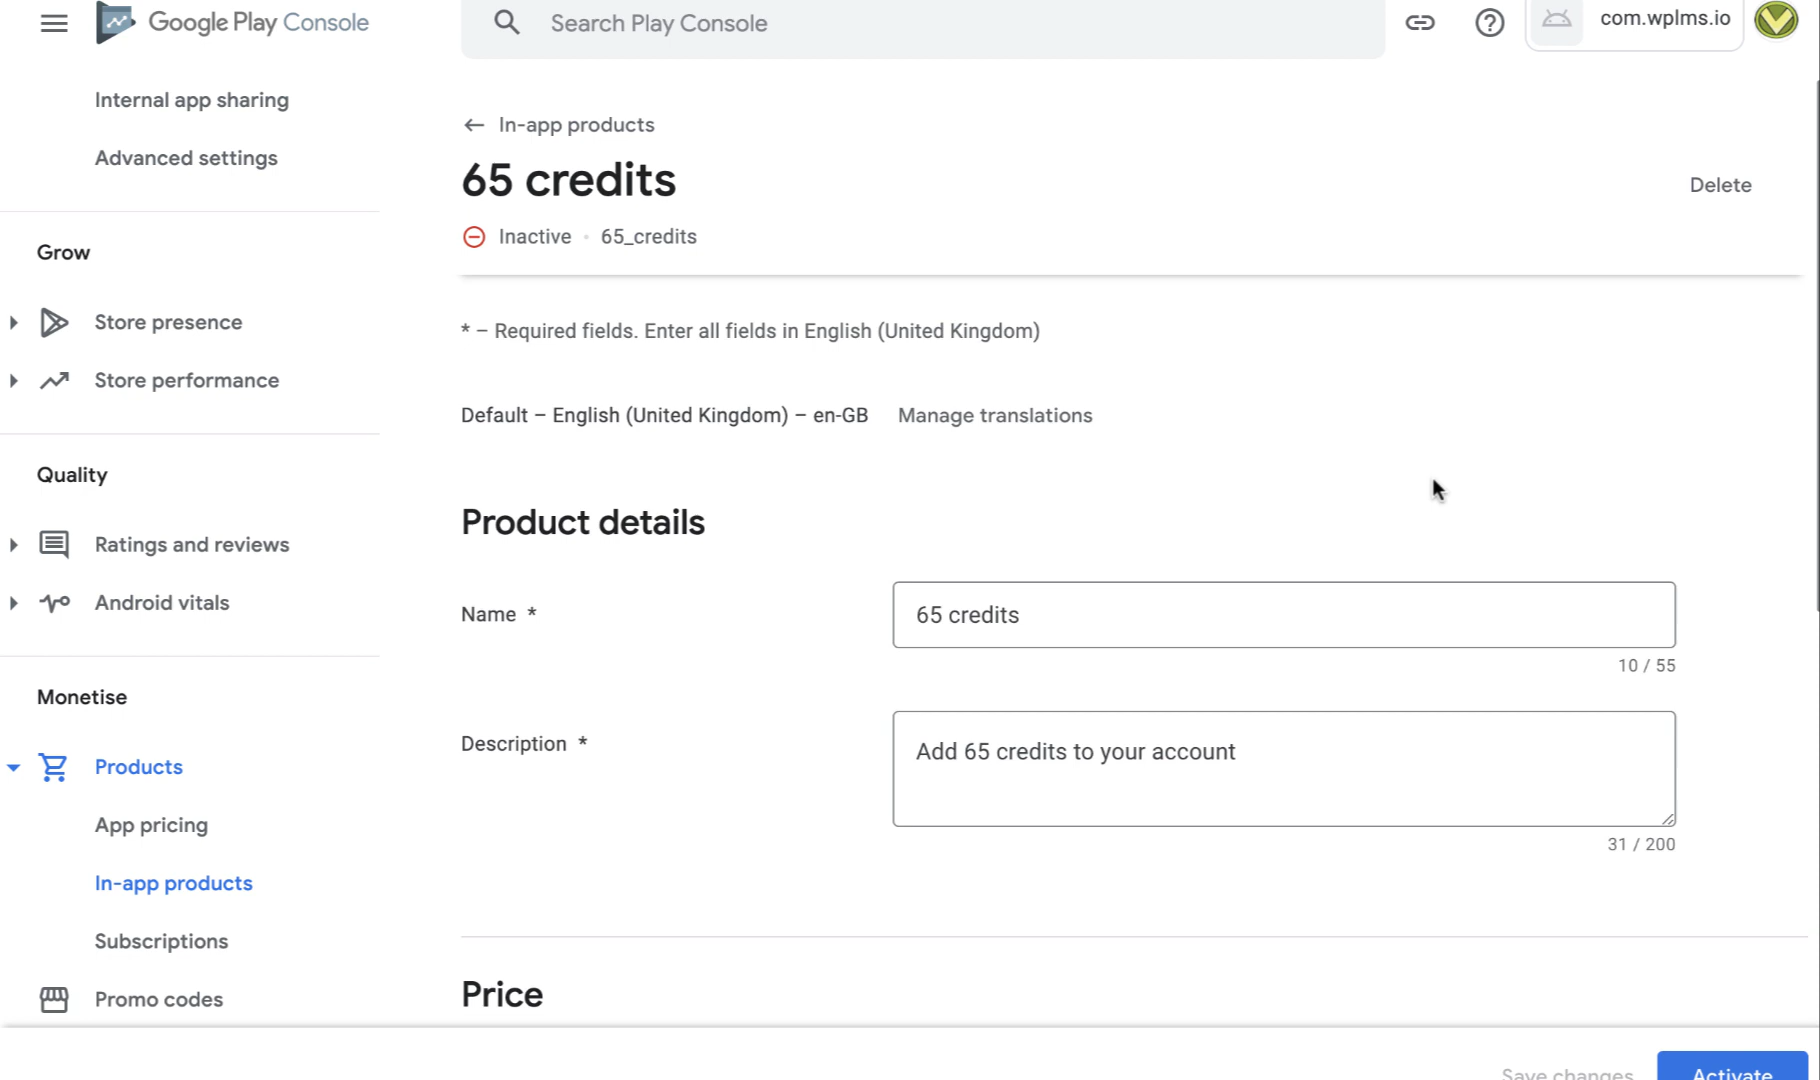 Google Play Console
Search Play Console
com.wplms.io
Internal app sharing
Advanced settings
Grow
Store presence
Store performance
Quality
Ratings and reviews
Android vitals
Monetise
Products
App pricing
In-app products
Subscriptions
Promo codes
← In-app products
65 credits
Delete
Inactive · 65_credits
* – Required fields. Enter all fields in English (United Kingdom)
Default – English (United Kingdom) – en-GB Manage translations
Product details
Name *
65 credits
10 / 55
Description *
Add 65 credits to your account
31 / 200
Price
Save changes
Activate